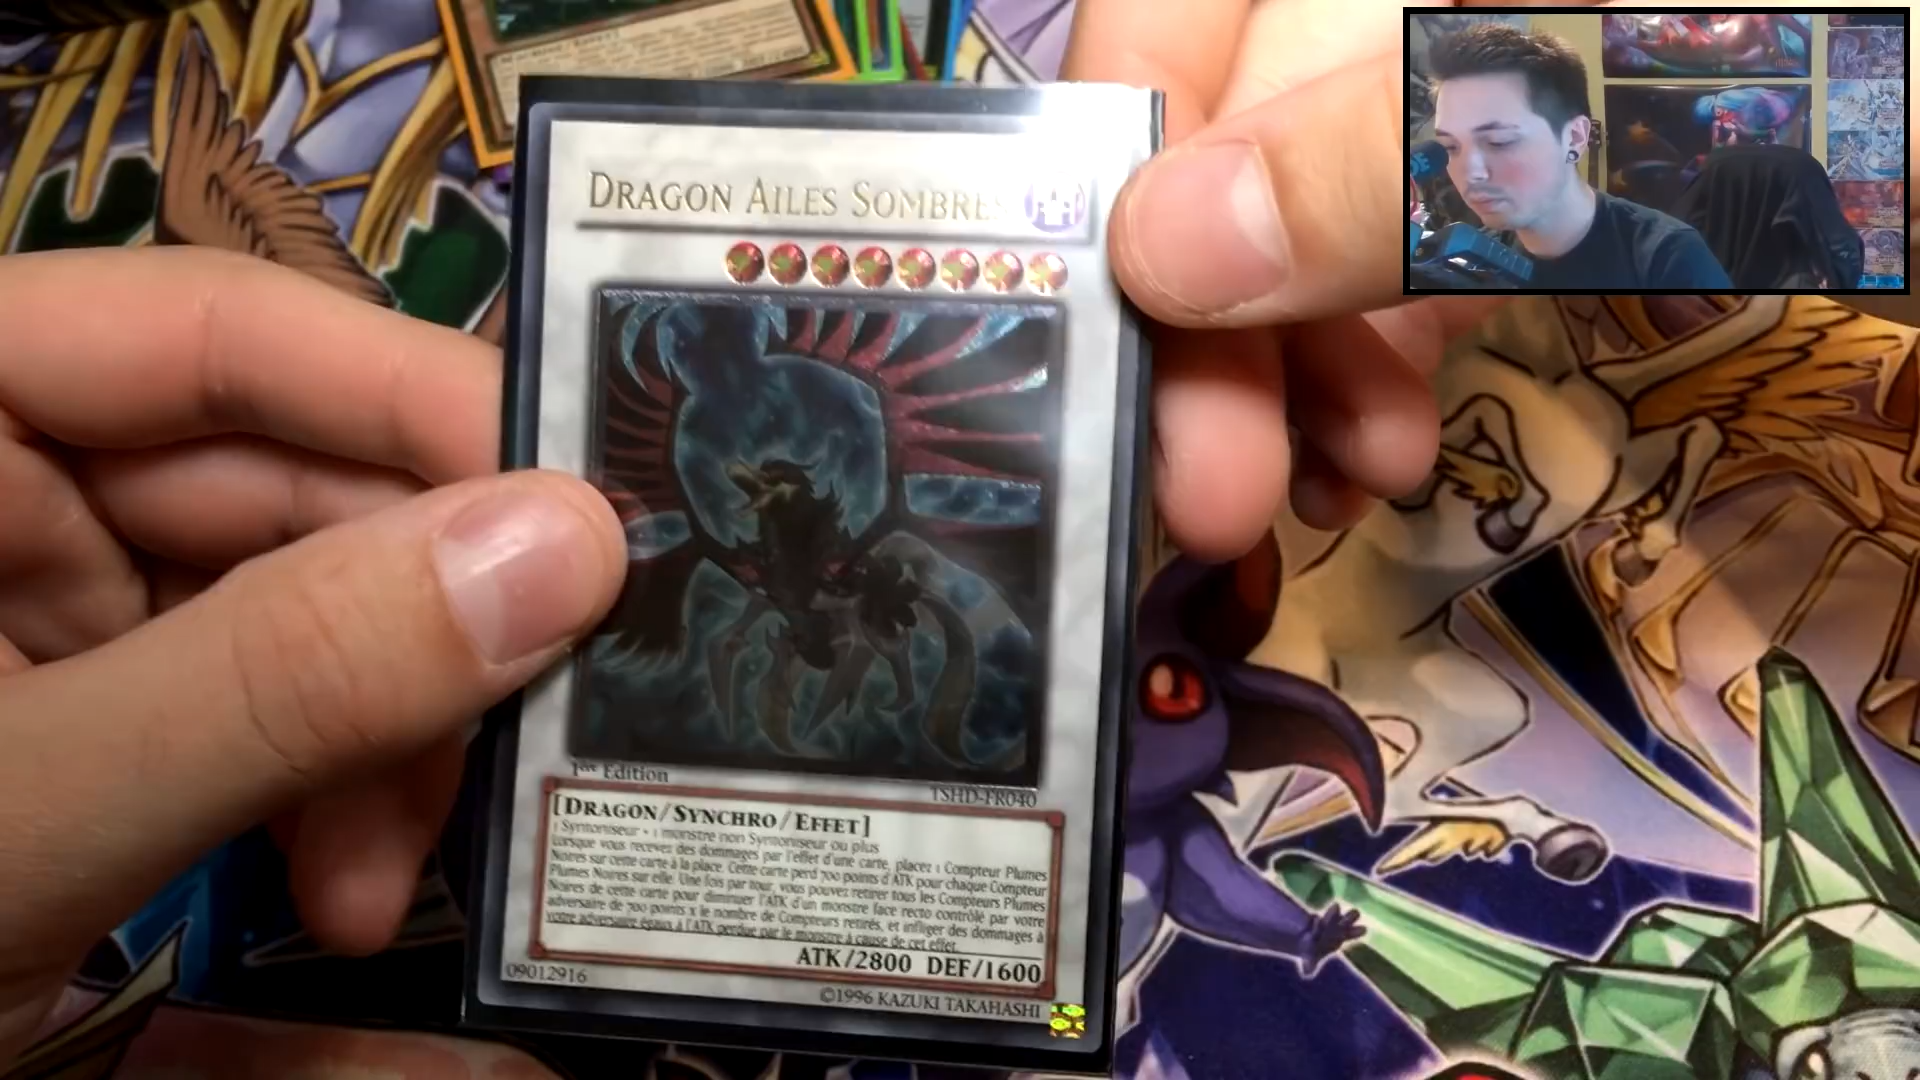 DRAGON AILES SOMBRES
1ère Edition
TSHD-FR040
[DRAGON/SYNCHRO/EFFET]
1 Syntoniseur + 1 monstre non Syntoniseur ou plus
Lorsque vous recevez des dommages par l'effet d'une carte, placez 1 Compteur Plumes
Noires sur cette carte à la place. Cette carte perd 700 points d'ATK pour chaque Compteur
Plumes Noires sur elle. Une fois par tour, vous pouvez retirer tous les Compteurs Plumes
Noires de cette carte pour diminuer l'ATK d'un monstre face recto contrôlé par votre
adversaire de 700 points x le nombre de Compteurs retirés, et infliger des dommages à
votre adversaire égaux à l'ATK perdue par le monstre à cause de cet effet.
ATK/2800 DEF/1600
09012916
©1996 KAZUKI TAKAHASHI